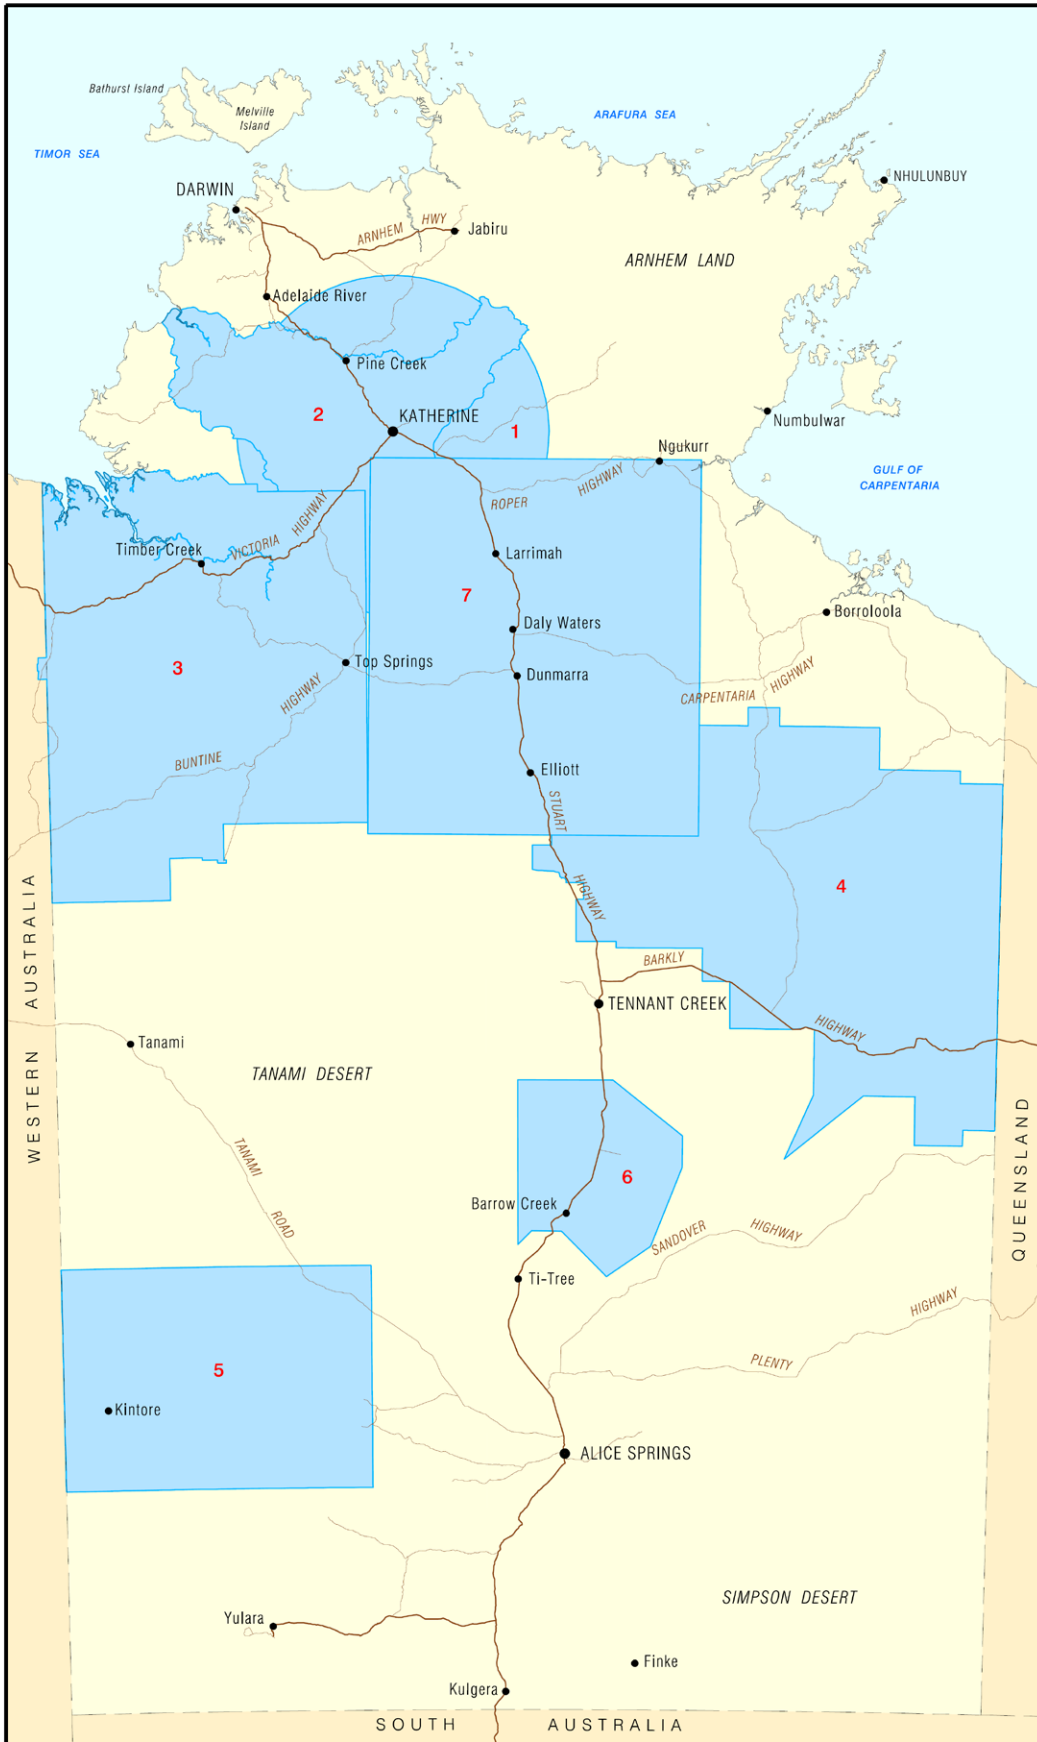 Bathurst Island
Melville
Island
ARAFURA SEA
TIMOR SEA
NHULUNBUY
DARWIN
ARNHEM HWY
Jabiru
ARNHEM LAND
Adelaide River
Pine Creek
2
KATHERINE
1
Numbulwar
Ngukurr
GULF OF
CARPENTARIA
ROPER HIGHWAY
Timber Creek
VICTORIA HIGHWAY
Larrimah
7
Daly Waters
Borroloola
3
Top Springs
Dunmarra
CARPENTARIA HIGHWAY
BUNTINE HIGHWAY
Elliott
STUART HIGHWAY
4
BARKLY HIGHWAY
TENNANT CREEK
WESTERN AUSTRALIA
Tanami
TANAMI DESERT
TANAMI ROAD
6
Barrow Creek
SANDOVER HIGHWAY
QUEENSLAND
Ti-Tree
PLENTY HIGHWAY
5
Kintore
ALICE SPRINGS
SIMPSON DESERT
Yulara
Finke
Kulgera
SOUTH AUSTRALIA